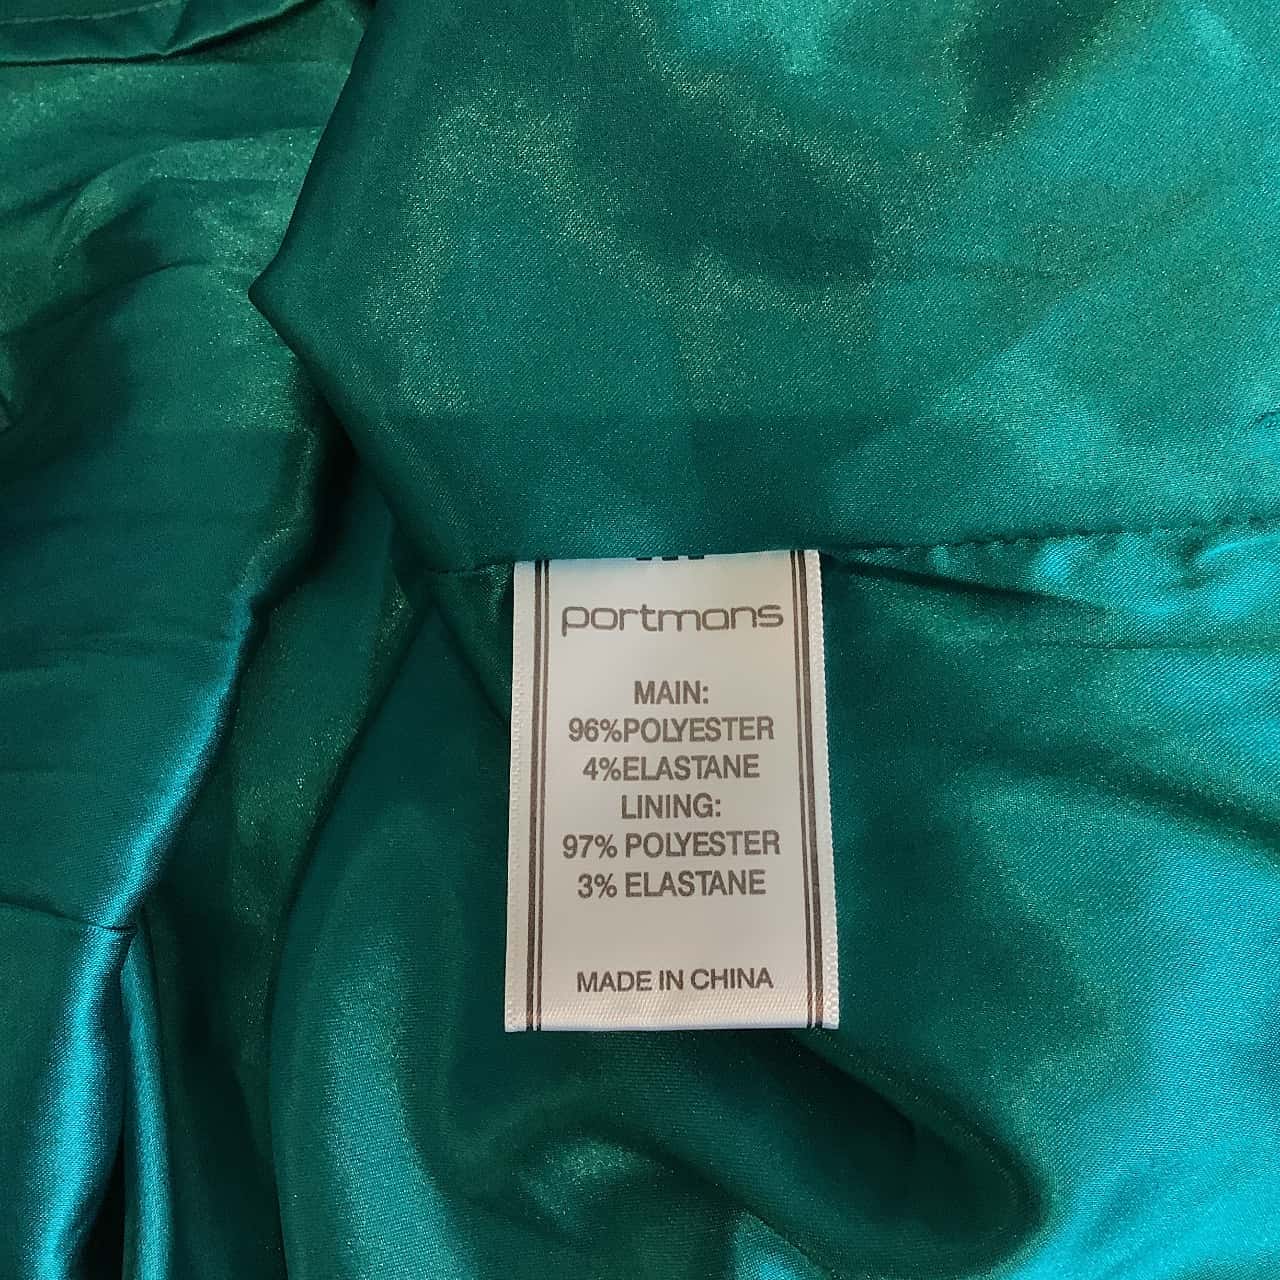 portmans
MAIN:
96%POLYESTER
4%ELASTANE
LINING:
97% POLYESTER
3% ELASTANE
MADE IN CHINA